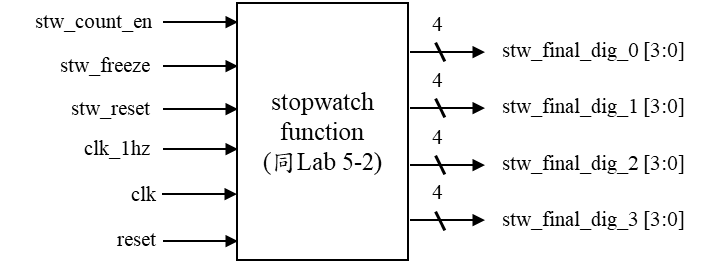 stw_count_en
stw_freeze
stw_reset
clk_1hz
clk
reset
stopwatch
function
(同Lab 5-2)
4
stw_final_dig_0 [3:0]
4
stw_final_dig_1 [3:0]
4
stw_final_dig_2 [3:0]
4
stw_final_dig_3 [3:0]